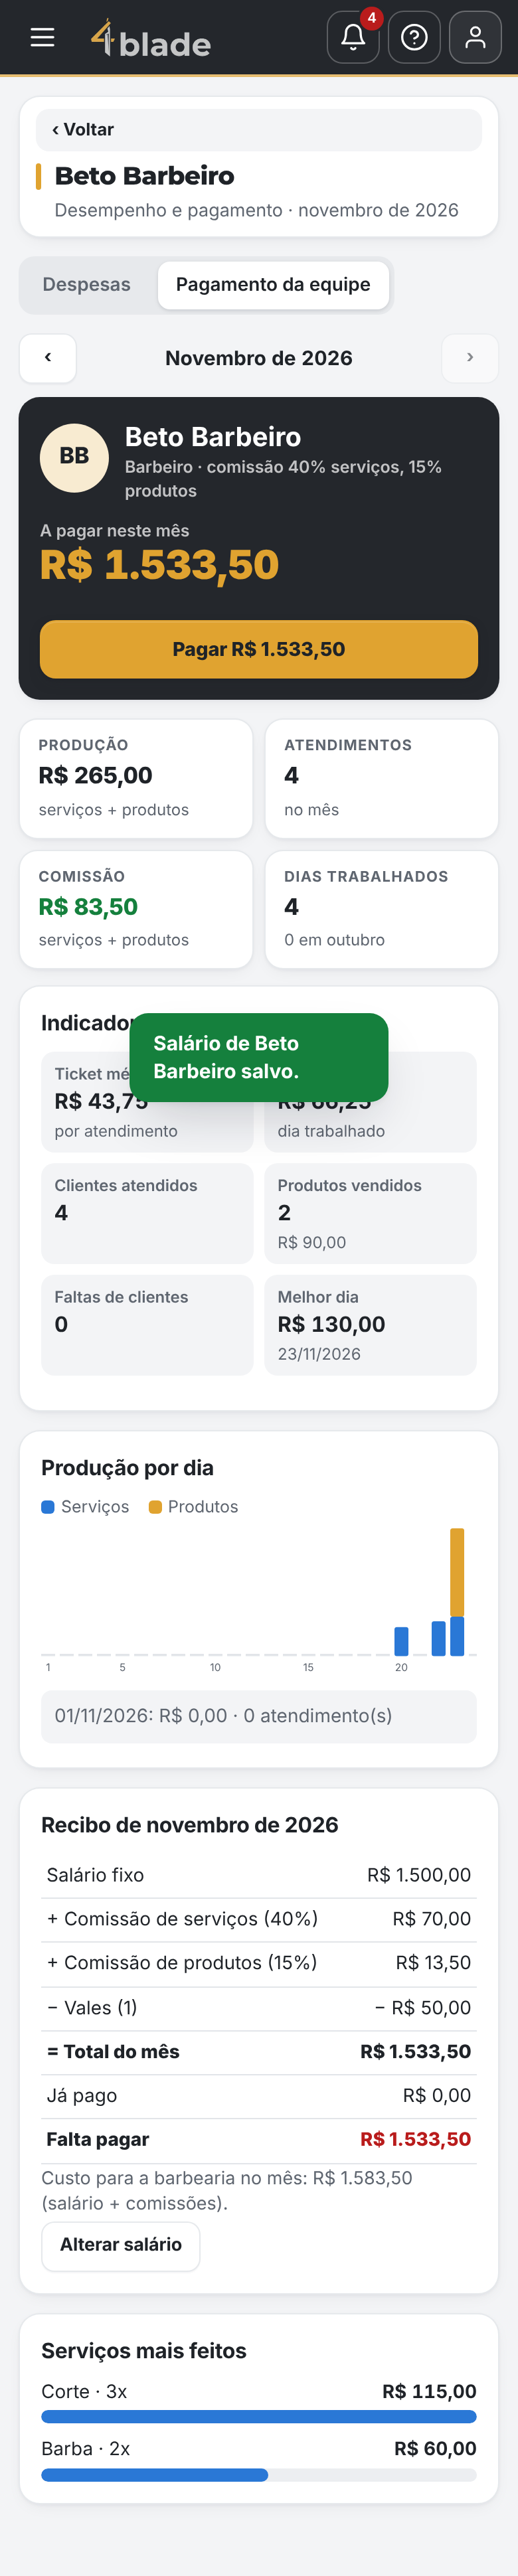 4blade
4
‹ Voltar
Beto Barbeiro
Desempenho e pagamento · novembro de 2026
Despesas
Pagamento da equipe
‹
Novembro de 2026
›
BB
Beto Barbeiro
Barbeiro · comissão 40% serviços, 15%
produtos
A pagar neste mês
R$ 1.533,50
Pagar R$ 1.533,50
PRODUÇÃO
R$ 265,00
serviços + produtos
ATENDIMENTOS
4
no mês
COMISSÃO
R$ 83,50
serviços + produtos
DIAS TRABALHADOS
4
0 em outubro
Salário de Beto
Barbeiro salvo.
Ticket
R$ 43,75
por atendimento
R$ 66,25
dia trabalhado
Clientes atendidos
4
Produtos vendidos
2
R$ 90,00
Faltas de clientes
0
Melhor dia
R$ 130,00
23/11/2026
Produção por dia
Serviços
Produtos
1
5
10
15
20
01/11/2026: R$ 0,00 · 0 atendimento(s)
Recibo de novembro de 2026
Salário fixo R$ 1.500,00
+ Comissão de serviços (40%) R$ 70,00
+ Comissão de produtos (15%) R$ 13,50
− Vales (1) − R$ 50,00
= Total do mês R$ 1.533,50
Já pago R$ 0,00
Falta pagar R$ 1.533,50
Custo para a barbearia no mês: R$ 1.583,50
(salário + comissões).
Alterar salário
Serviços mais feitos
Corte · 3x R$ 115,00
Barba · 2x R$ 60,00